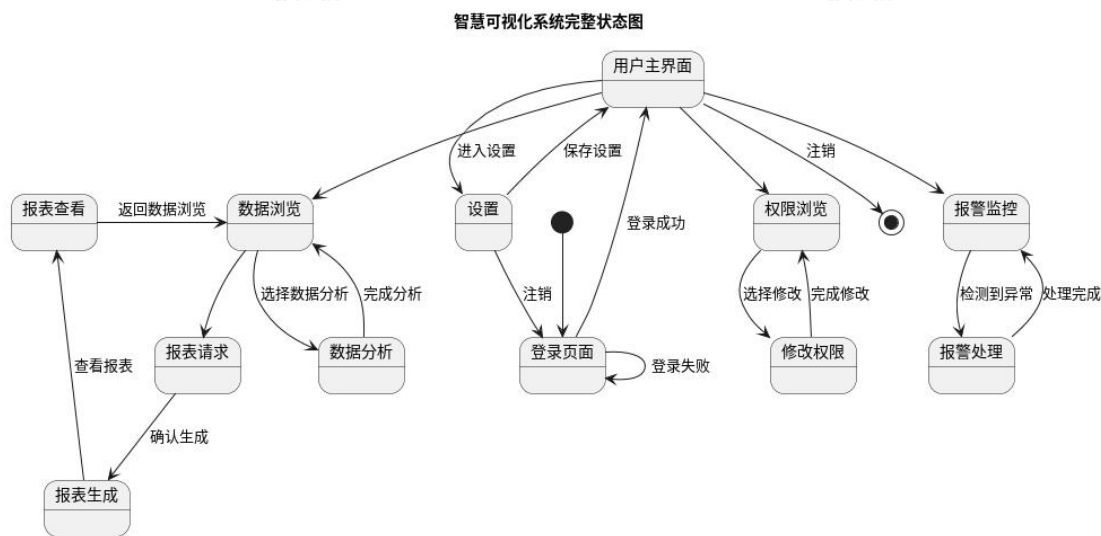 智慧可视化系统完整状态图
用户主界面
进入设置
保存设置
注销
报表查看
返回数据浏览
数据浏览
设置
登录成功
权限浏览
报警监控
选择数据分析
完成分析
注销
选择修改
完成修改
检测到异常
处理完成
查看报表
报表请求
数据分析
登录页面
登录失败
修改权限
报警处理
确认生成
报表生成